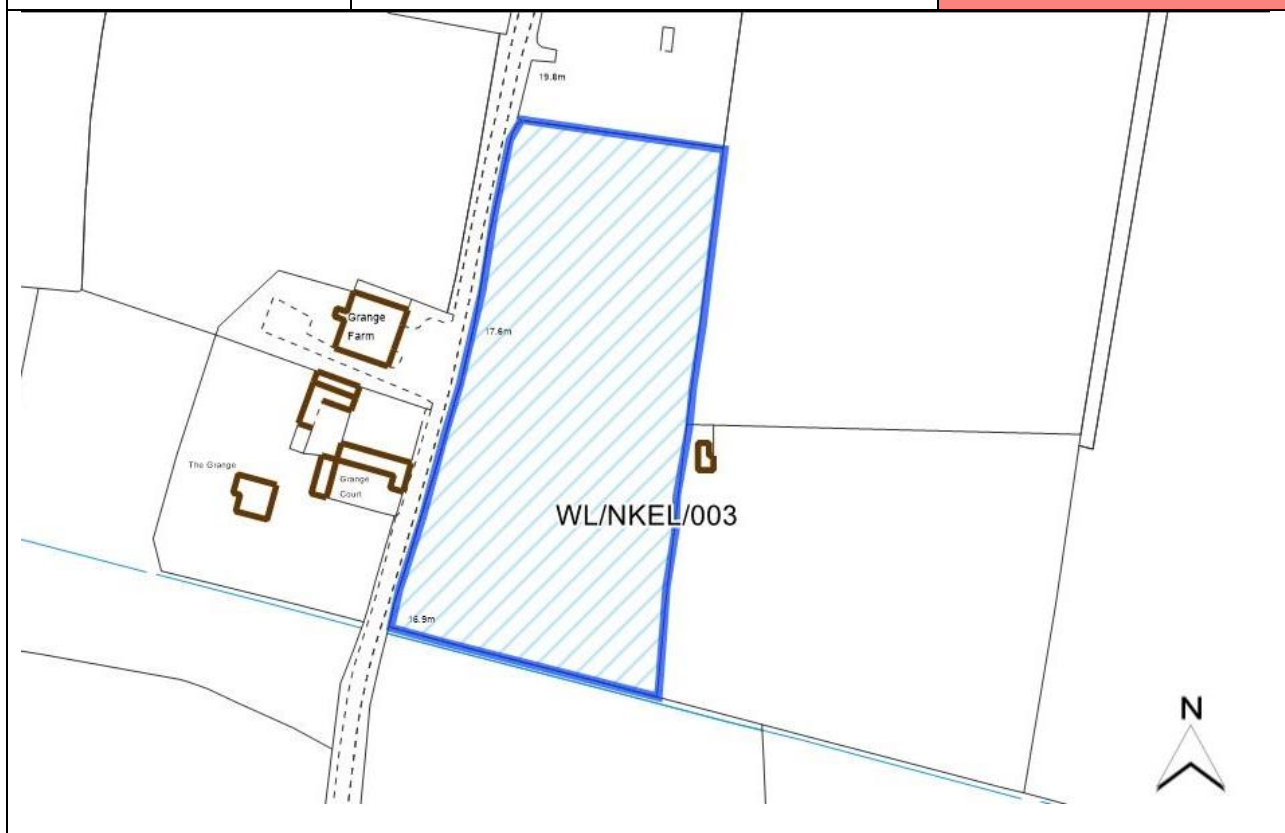 19.8m
Grange
Farm
17.6m
The Grange
Grange
Court
WL/NKEL/003
16.9m
N